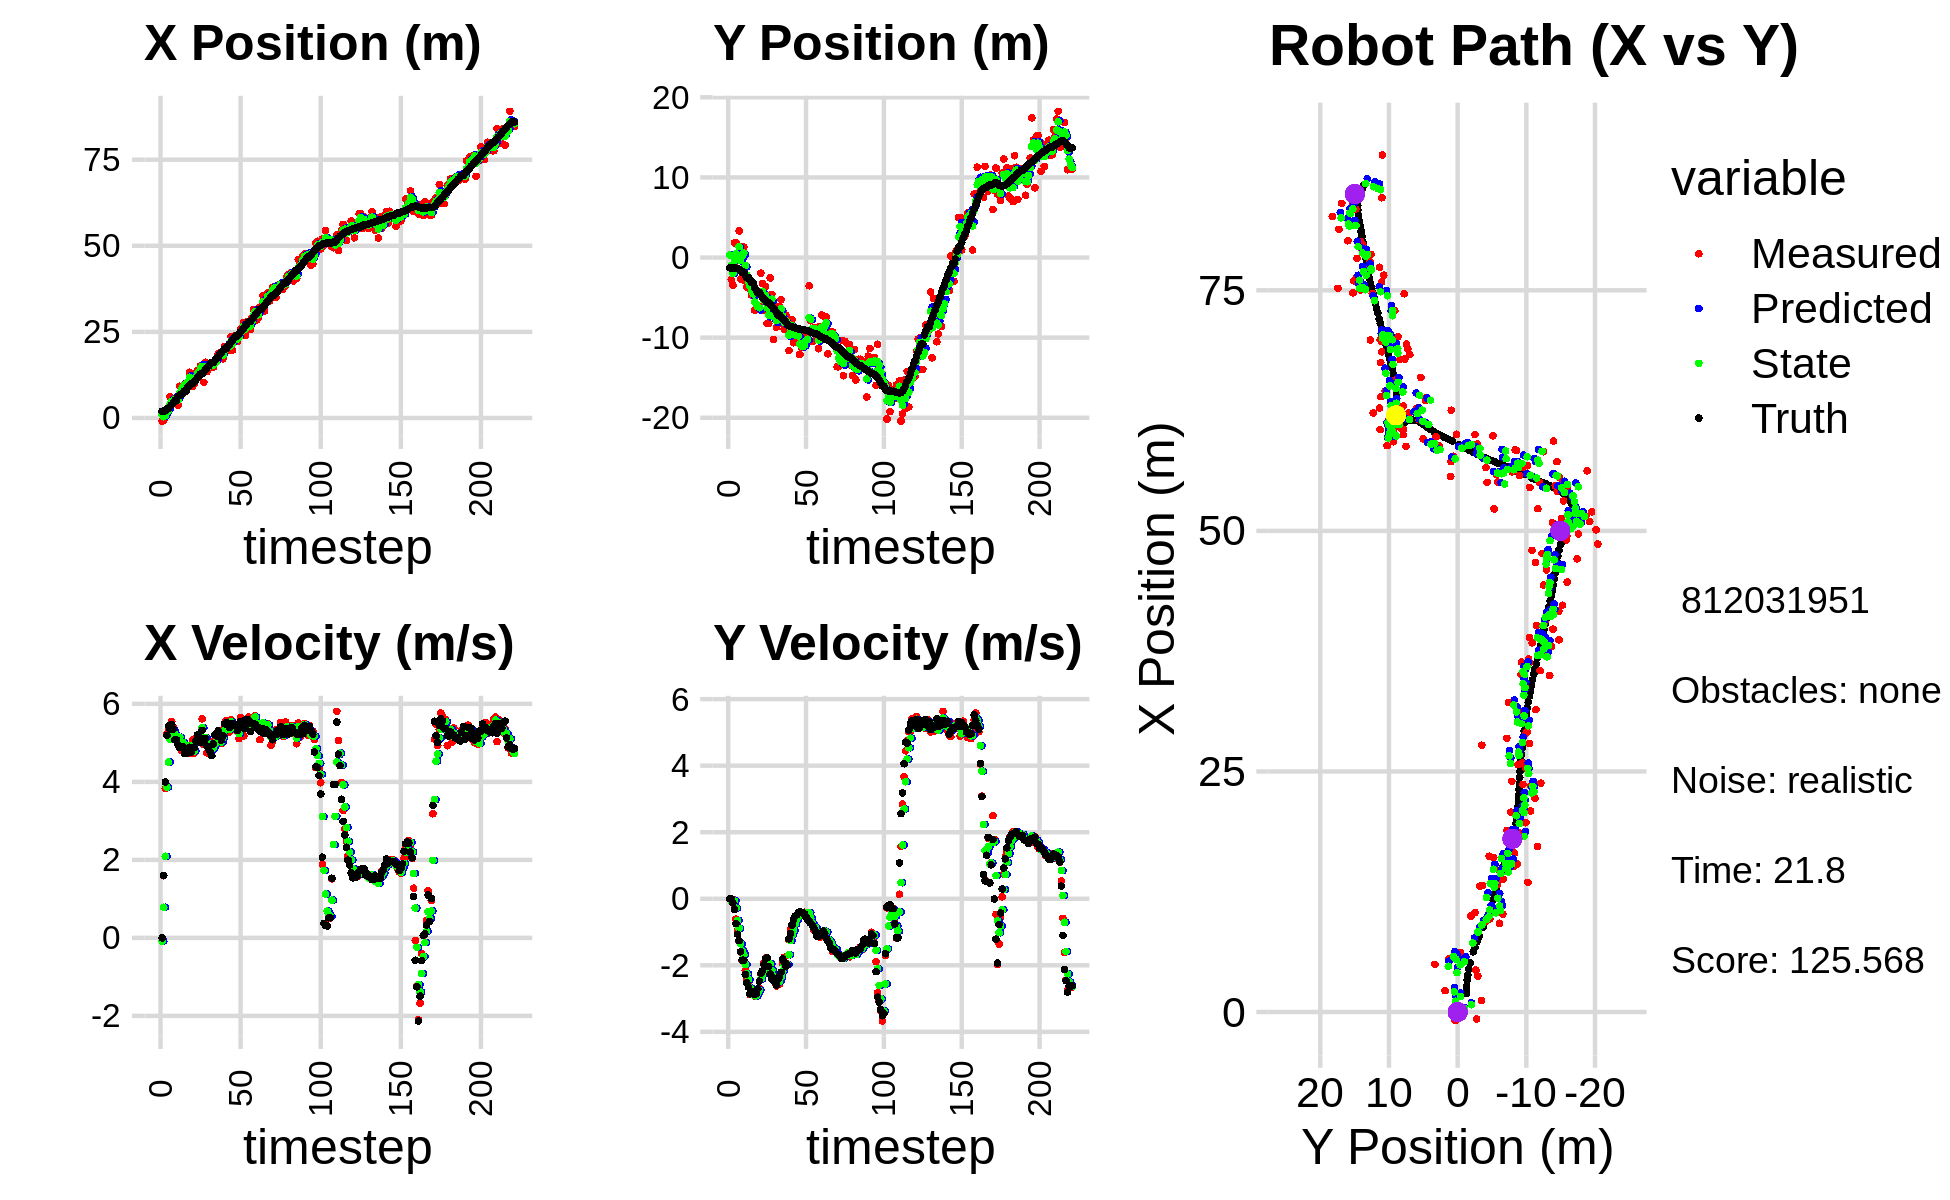 X Position (m)
75
50
25
0
0
50
100
150
200
timestep
Y Position (m)
20
10
0
-10
-20
0
50
100
150
200
timestep
X Velocity (m/s)
6
4
2
0
-2
0
50
100
150
200
timestep
Y Velocity (m/s)
6
4
2
0
-2
-4
0
50
100
150
200
timestep
Robot Path (X vs Y)
X Position (m)
75
50
25
0
20 10 0 -10 -20
Y Position (m)
variable
Measured
Predicted
State
Truth
812031951
Obstacles: none
Noise: realistic
Time: 21.8
Score: 125.568